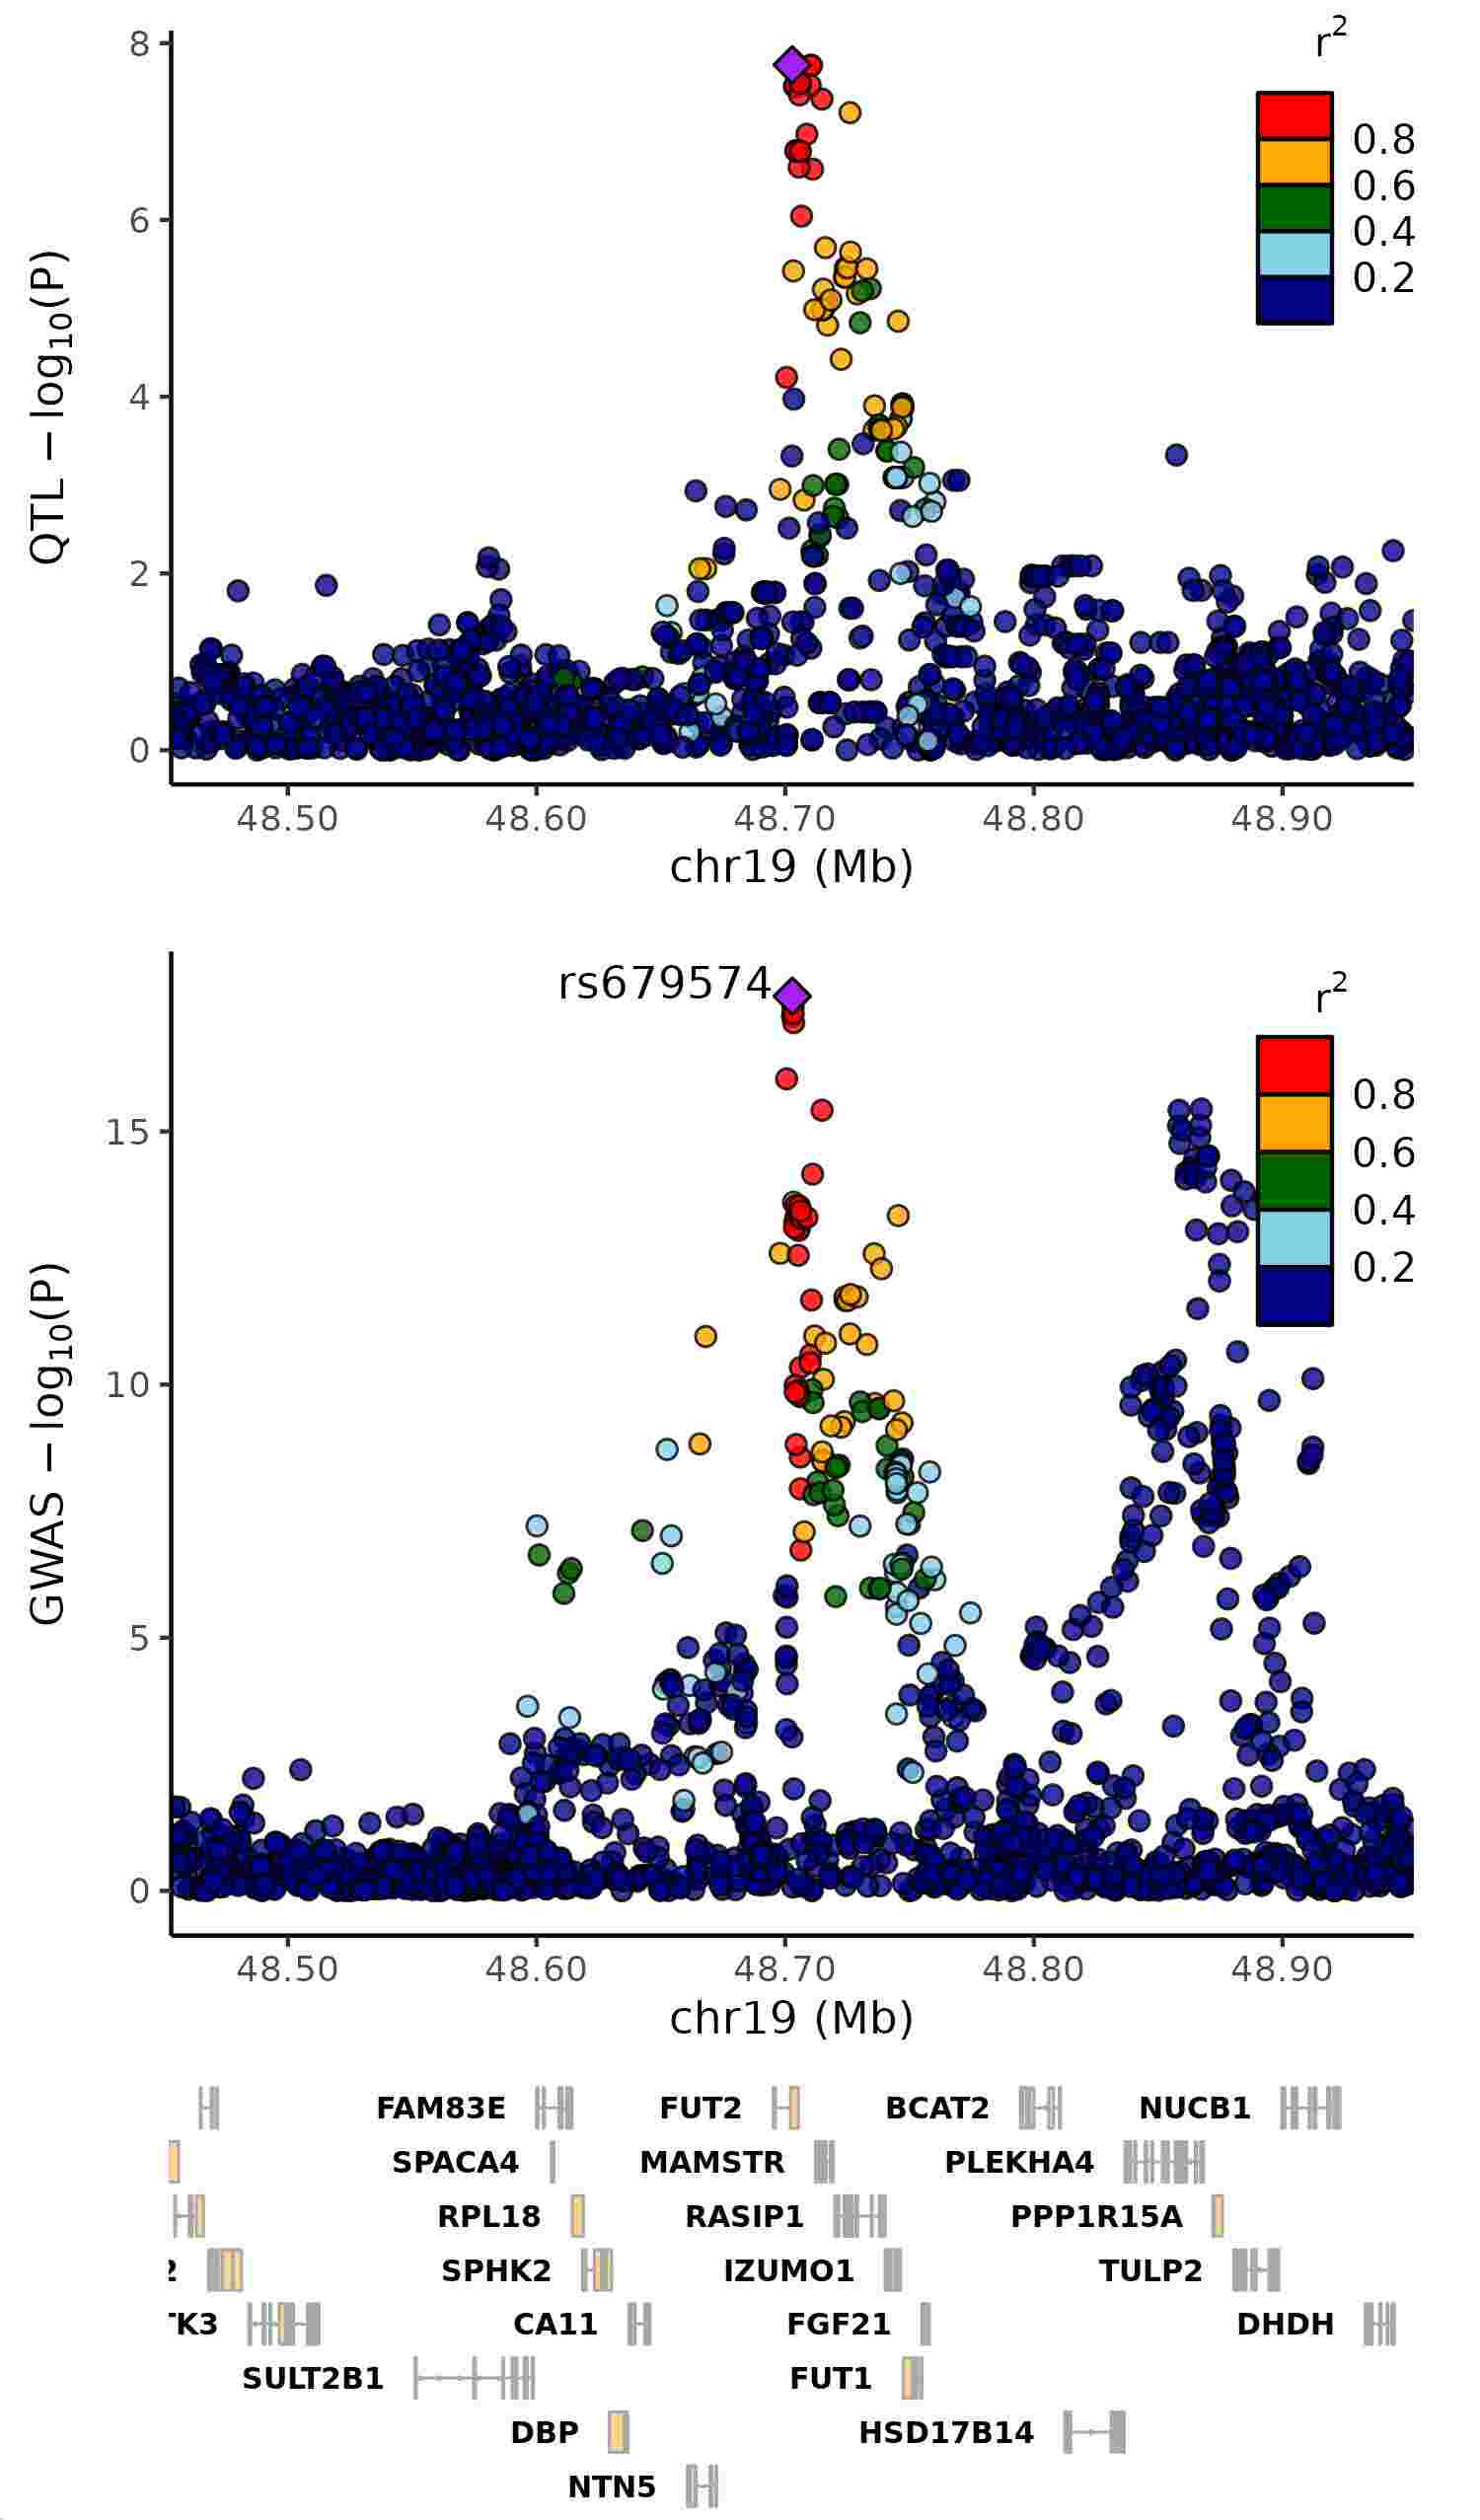 r²
8
6
4
2
0
QTL − log₁₀(P)
0.8
0.6
0.4
0.2
48.50 48.60 48.70 48.80 48.90
chr19 (Mb)
rs679574
r²
15
10
5
0
GWAS − log₁₀(P)
0.8
0.6
0.4
0.2
48.50 48.60 48.70 48.80 48.90
chr19 (Mb)
FAM83E FUT2 BCAT2 NUCB1
SPACA4 MAMSTR PLEKHA4
RPL18 RASIP1 PPP1R15A
2 SPHK2 IZUMO1 TULP2
TK3 CA11 FGF21 DHDH
SULT2B1 FUT1
DBP HSD17B14
NTN5